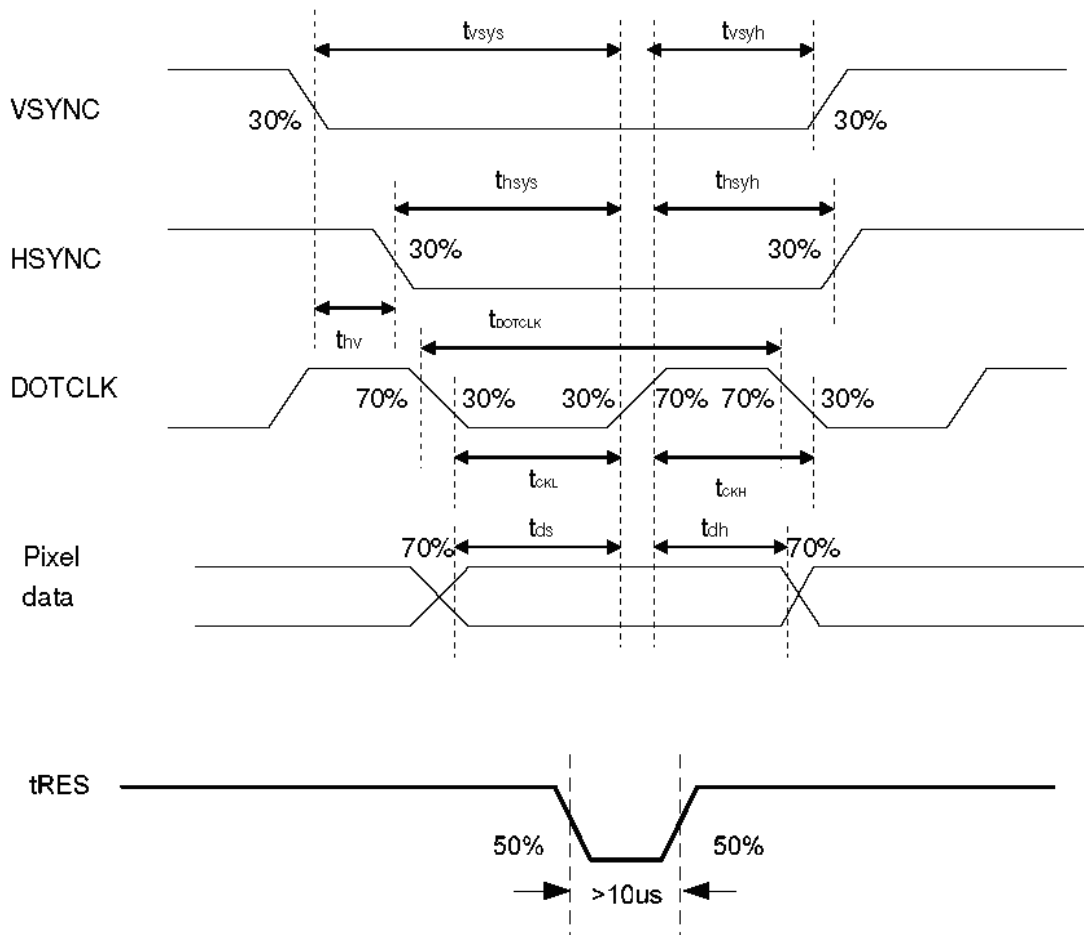 tvsys tvsyh
VSYNC
30% 30%
thsys thsyh
HSYNC 30% 30%
thv tDOTCLK
DOTCLK 70% 30% 30% 70% 70% 30%
tCKL tCKH
tds tdh
Pixel
data
70% 70%
tRES
50% 50%
>10us